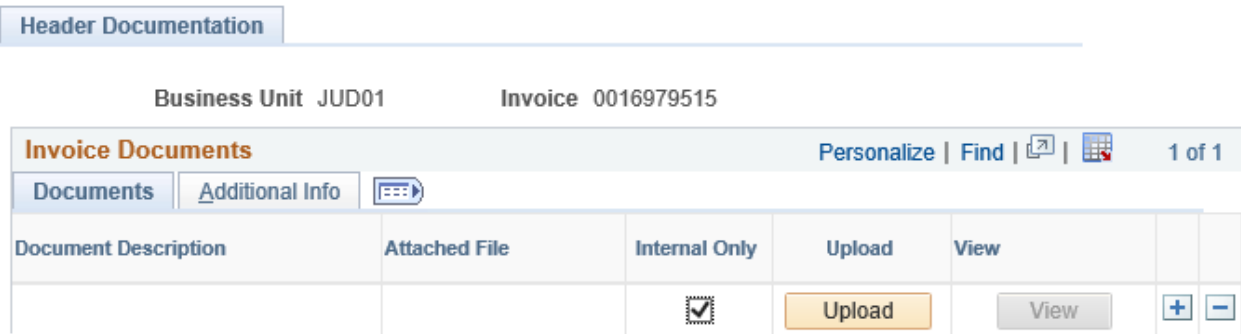 Header Documentation
Business Unit JUD01 Invoice 0016979515
Invoice Documents Personalize | Find | | 1 of 1
Documents Additional Info
Document Description Attached File Internal Only Upload View
Upload View